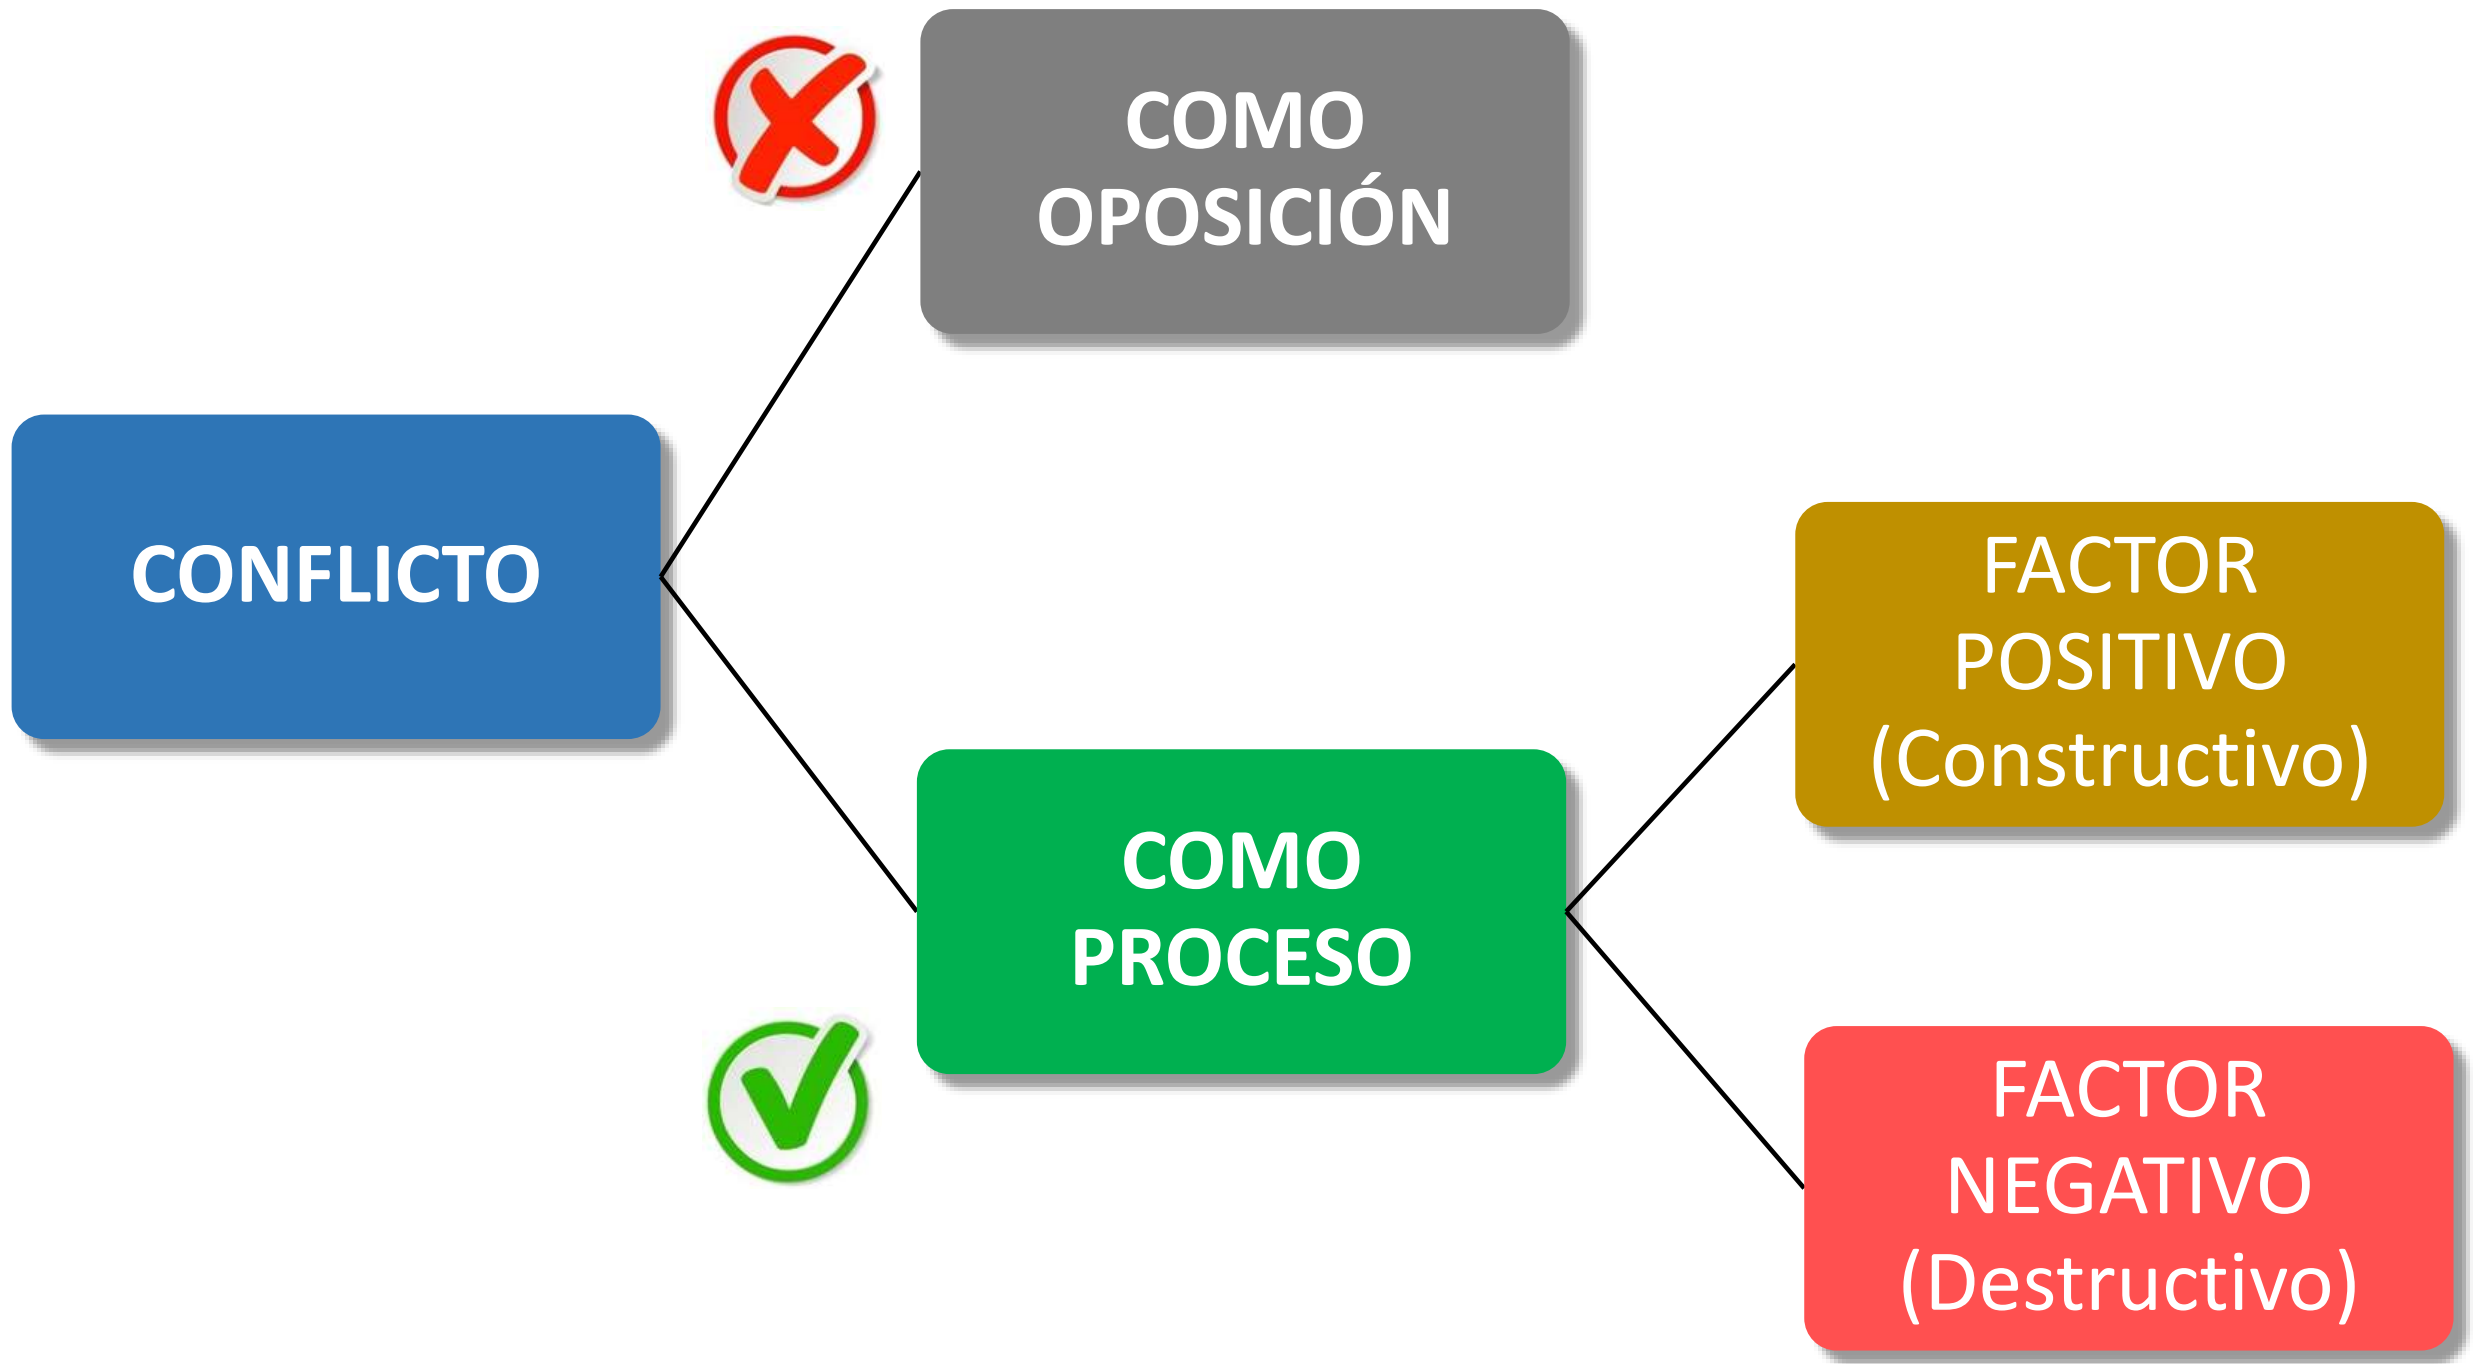 COMO
OPOSICIÓN
CONFLICTO
FACTOR
POSITIVO
(Constructivo)
COMO
PROCESO
FACTOR
NEGATIVO
(Destructivo)